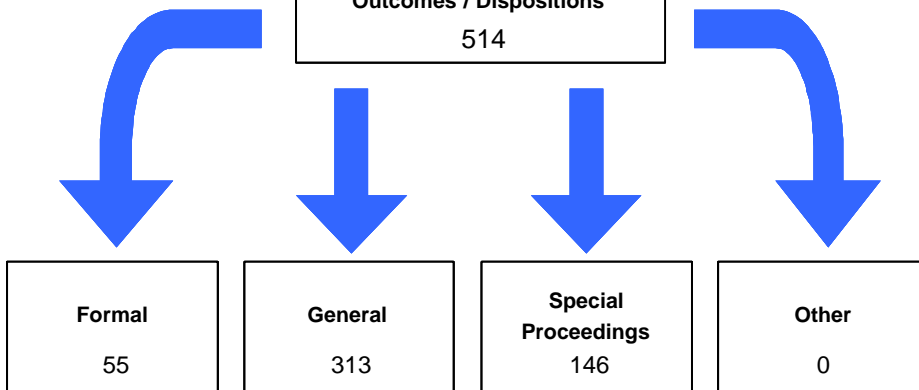 Outcomes / Dispositions
514
Formal
55
General
313
Special
Proceedings
146
Other
0